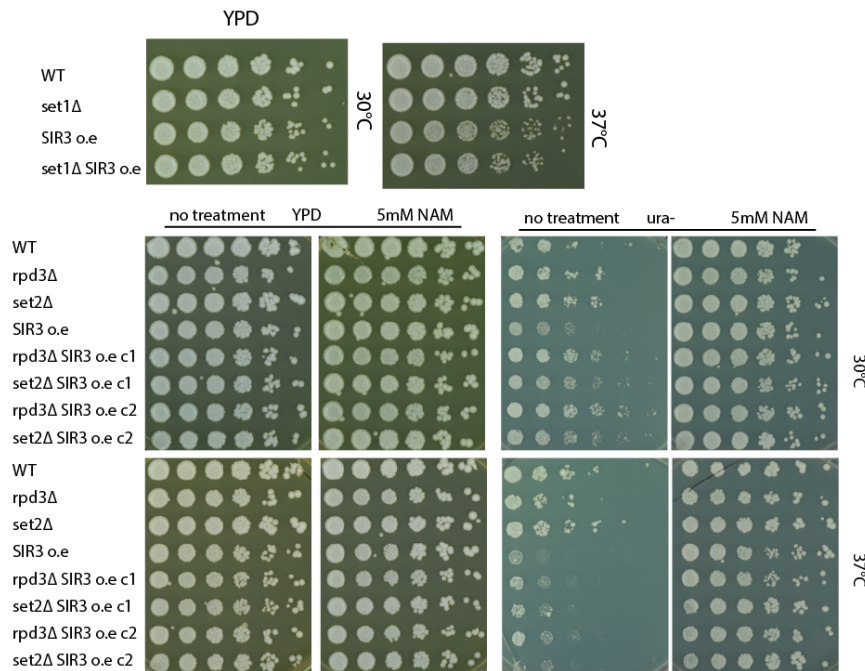 YPD
WT
set1Δ
SIR3 o.e
set1Δ SIR3 o.e
30°C
37°C
no treatment YPD 5mM NAM
no treatment ura- 5mM NAM
WT
rpd3Δ
set2Δ
SIR3 o.e
rpd3Δ SIR3 o.e c1
set2Δ SIR3 o.e c1
rpd3Δ SIR3 o.e c2
set2Δ SIR3 o.e c2
30°C
WT
rpd3Δ
set2Δ
SIR3 o.e
rpd3Δ SIR3 o.e c1
set2Δ SIR3 o.e c1
rpd3Δ SIR3 o.e c2
set2Δ SIR3 o.e c2
37°C